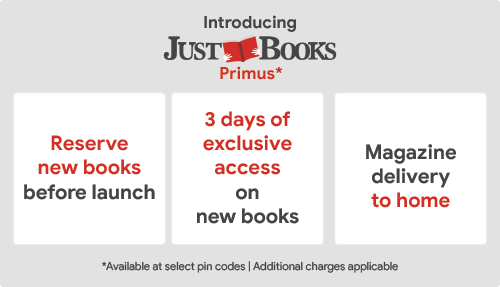 Introducing
JUST BOOKS
Primus*
Reserve
new books
before launch
3 days of
exclusive
access
on
new books
Magazine
delivery
to home
*Available at select pin codes | Additional charges applicable